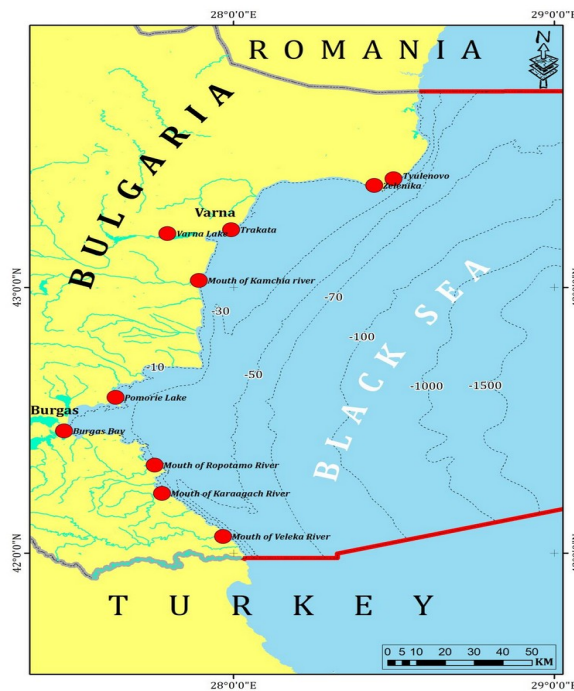 28°0'0"E
29°0'0"E
ROMANIA
N
BULGARIA
Tyulenovo
Zelenika
Varna
Trakata
Varna Lake
Mouth of Kamchia river
43°0'0"N
-30
-70
-100
-10
-50
-1000
-1500
BLACK SEA
Pomorie Lake
Burgas
Burgas Bay
Mouth of Ropotamo River
Mouth of Karaagach River
Mouth of Veleka River
42°0'0"N
TURKEY
0 5 10 20 30 40 50
KM
28°0'0"E
29°0'0"E